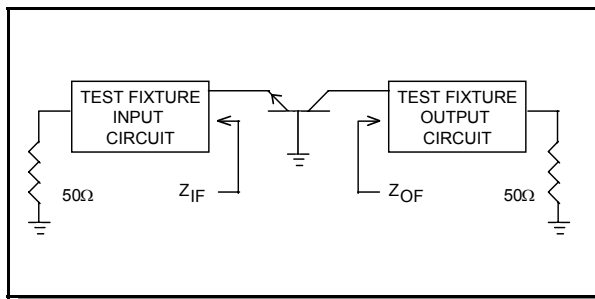 TEST FIXTURE
INPUT
CIRCUIT
TEST FIXTURE
OUTPUT
CIRCUIT
50Ω
Z_IF
Z_OF
50Ω